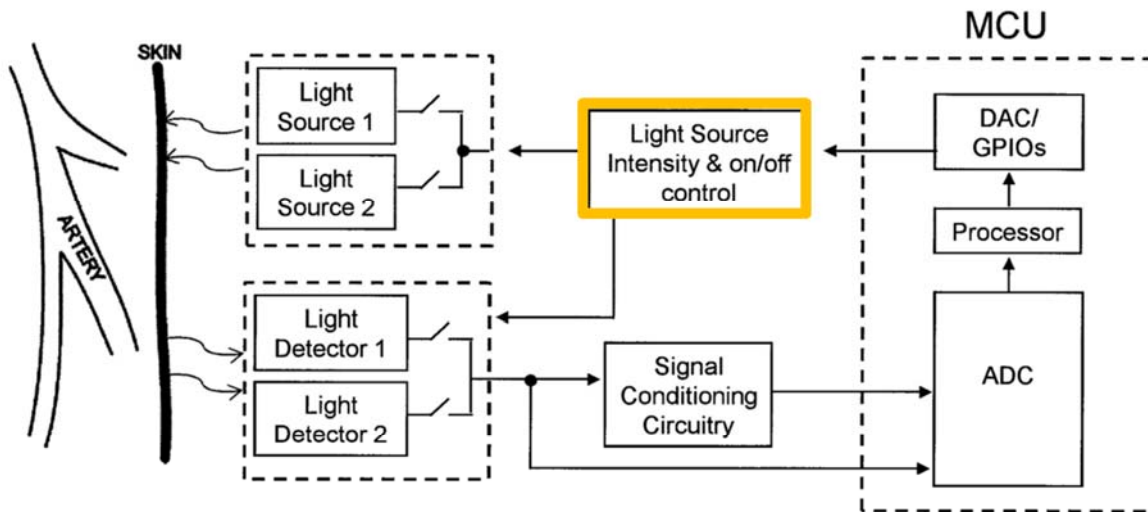 MCU
SKIN
ARTERY
Light
Source 1
Light
Source 2
Light Source
Intensity & on/off
control
DAC/
GPIOs
Processor
ADC
Light
Detector 1
Light
Detector 2
Signal
Conditioning
Circuitry